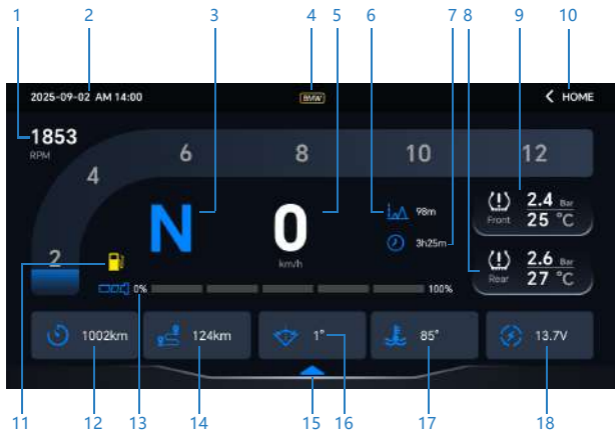 1 2 3 4 5 6 7 8 9 10
2025-09-02 AM 14:00 BMW HOME
1853
RPM
2 4 6 8 10 12
N 0
km/h
98m
3h25m
2.4 Bar
Front 25 °C
2.6 Bar
Rear 27 °C
0% 100%
1002km 124km 1° 85° 13.7V
11 12 13 14 15 16 17 18